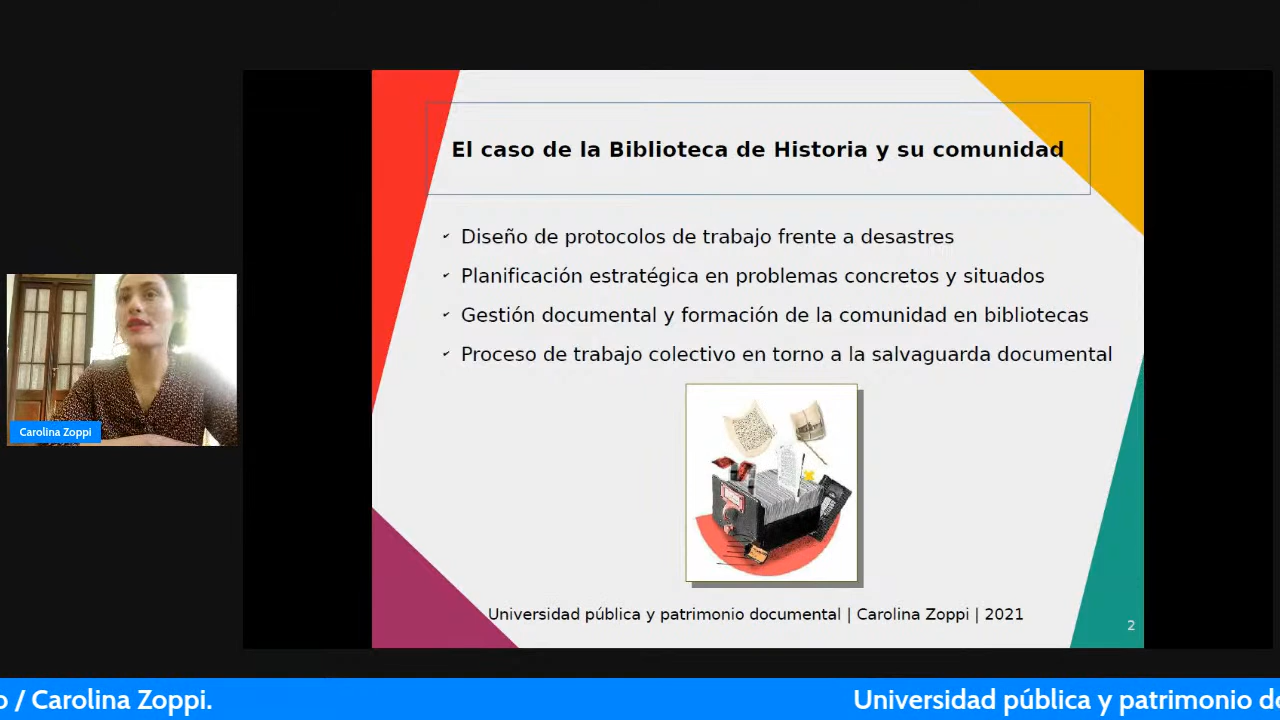 El caso de la Biblioteca de Historia y su comunidad
✔ Diseño de protocolos de trabajo frente a desastres
✔ Planificación estratégica en problemas concretos y situados
✔ Gestión documental y formación de la comunidad en bibliotecas
✔ Proceso de trabajo colectivo en torno a la salvaguarda documental
Universidad pública y patrimonio documental | Carolina Zoppi | 2021
2
Carolina Zoppi
o / Carolina Zoppi.
Universidad pública y patrimonio do